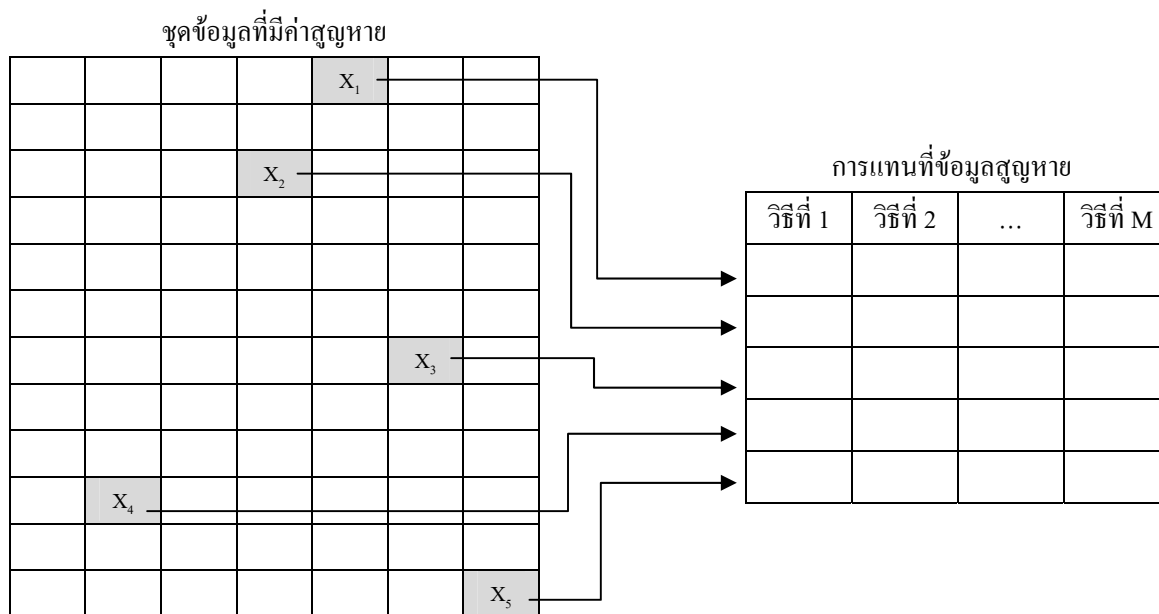 ชุดข้อมูลที่มีค่าสูญหาย
X₁
X₂
การแทนที่ข้อมูลสูญหาย
วิธีที่ 1 วิธีที่ 2 … วิธีที่ M
X₃
X₄
X₅